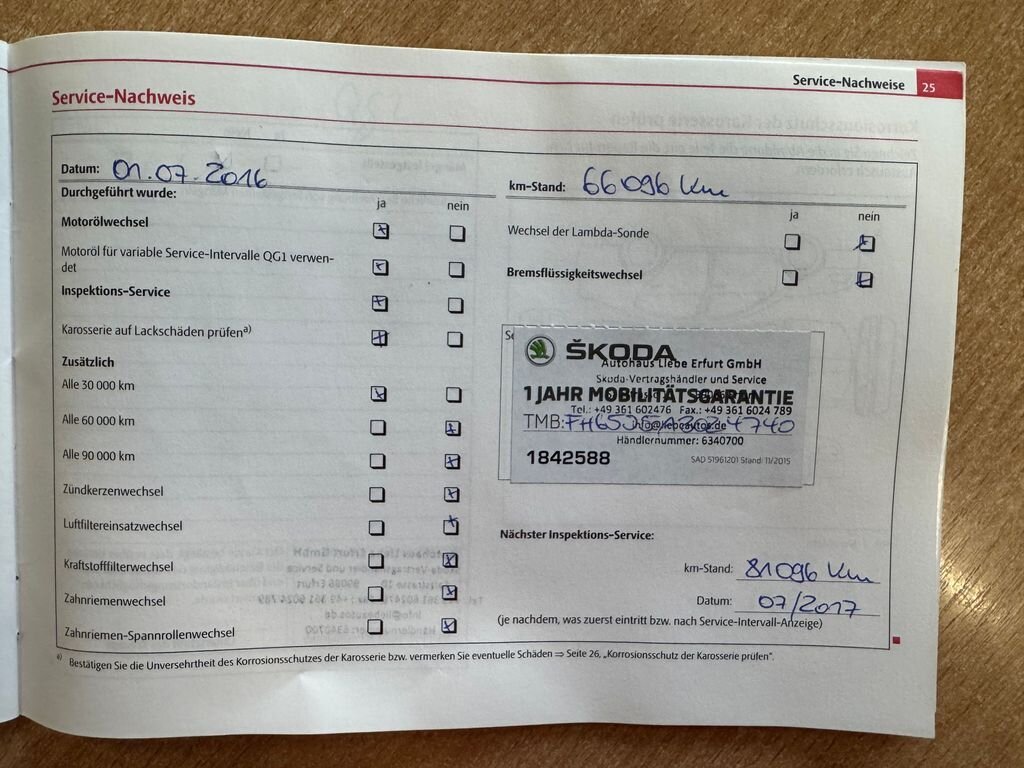 Service-Nachweise 25
Service-Nachweis
Datum: 01.07.2016
Durchgeführt wurde:
ja nein
Motorölwechsel
Motoröl für variable Service-Intervalle QG1 verwen-
det
Inspektions-Service
Karosserie auf Lackschäden prüfen a)
Zusätzlich
Alle 30 000 km
Alle 60 000 km
Alle 90 000 km
Zündkerzenwechsel
Luftfiltereinsatzwechsel
Kraftstofffilterwechsel
Zahnriemenwechsel
Zahnriemen-Spannrollenwechsel
km-Stand: 66096 Km
ja nein
Wechsel der Lambda-Sonde
Bremsflüssigkeitswechsel
ŠKODA
Autohaus Liebe Erfurt GmbH
Skoda-Vertragshändler und Service
1 JAHR MOBILITÄTSGARANTIE
Tel.: +49 361 602476 Fax.: +49 361 6024 789
TMB:
info@liebeautos.de
Händlernummer: 6340700
1842588
SAD 51961201 Stand: 11/2015
Nächster Inspektions-Service:
km-Stand: 81096 Km
Datum: 07/2017
(je nachdem, was zuerst eintritt bzw. nach Service-Intervall-Anzeige)
a) Bestätigen Sie die Unversehrtheit des Korrosionsschutzes der Karosserie bzw. vermerken Sie eventuelle Schäden ⇒ Seite 26, „Korrosionsschutz der Karosserie prüfen".